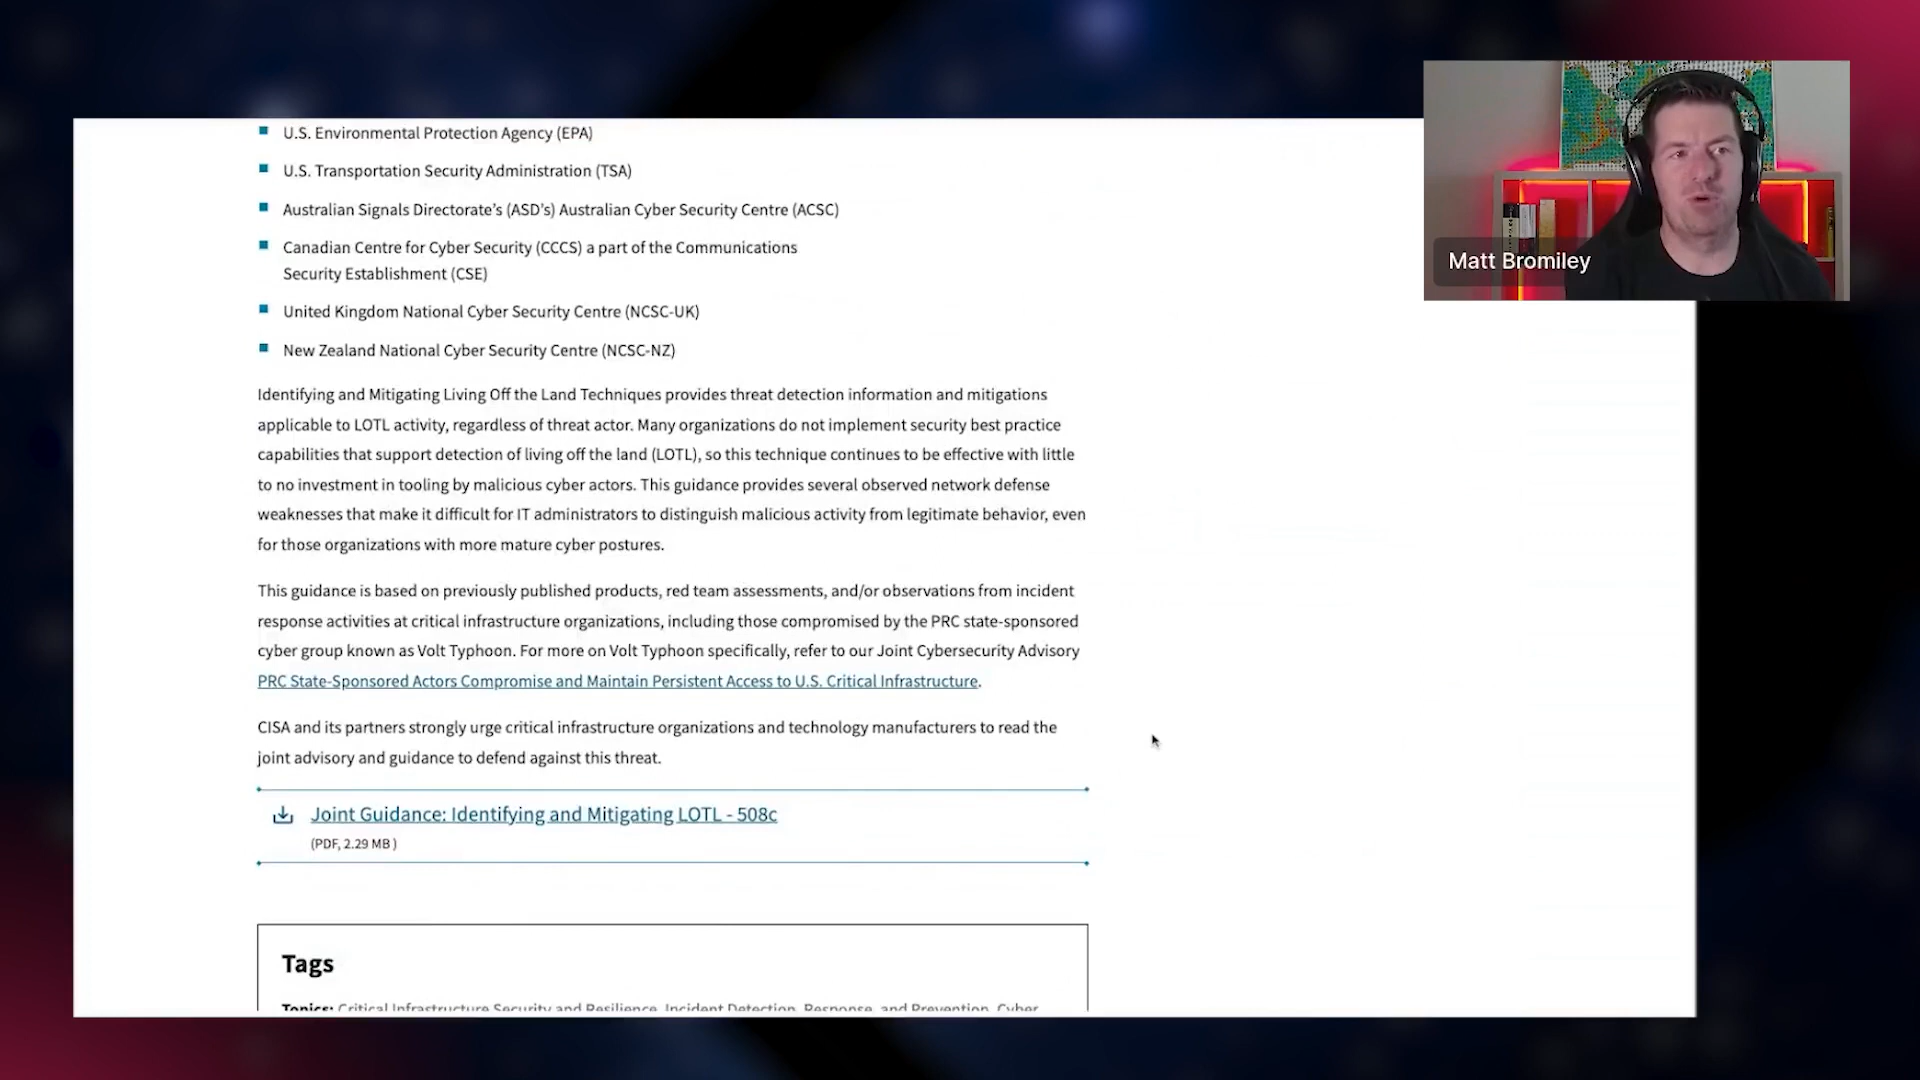 U.S. Environmental Protection Agency (EPA)
U.S. Transportation Security Administration (TSA)
Australian Signals Directorate’s (ASD’s) Australian Cyber Security Centre (ACSC)
Canadian Centre for Cyber Security (CCCS) a part of the Communications
Security Establishment (CSE)
United Kingdom National Cyber Security Centre (NCSC-UK)
New Zealand National Cyber Security Centre (NCSC-NZ)
Identifying and Mitigating Living Off the Land Techniques provides threat detection information and mitigations
applicable to LOTL activity, regardless of threat actor. Many organizations do not implement security best practice
capabilities that support detection of living off the land (LOTL), so this technique continues to be effective with little
to no investment in tooling by malicious cyber actors. This guidance provides several observed network defense
weaknesses that make it difficult for IT administrators to distinguish malicious activity from legitimate behavior, even
for those organizations with more mature cyber postures.
This guidance is based on previously published products, red team assessments, and/or observations from incident
response activities at critical infrastructure organizations, including those compromised by the PRC state-sponsored
cyber group known as Volt Typhoon. For more on Volt Typhoon specifically, refer to our Joint Cybersecurity Advisory
PRC State-Sponsored Actors Compromise and Maintain Persistent Access to U.S. Critical Infrastructure.
CISA and its partners strongly urge critical infrastructure organizations and technology manufacturers to read the
joint advisory and guidance to defend against this threat.
Joint Guidance: Identifying and Mitigating LOTL - 508c
(PDF, 2.29 MB )
Tags
Topics: Critical Infrastructure Security and Resilience, Incident Detection, Response, and Prevention, Cyber
Matt Bromiley